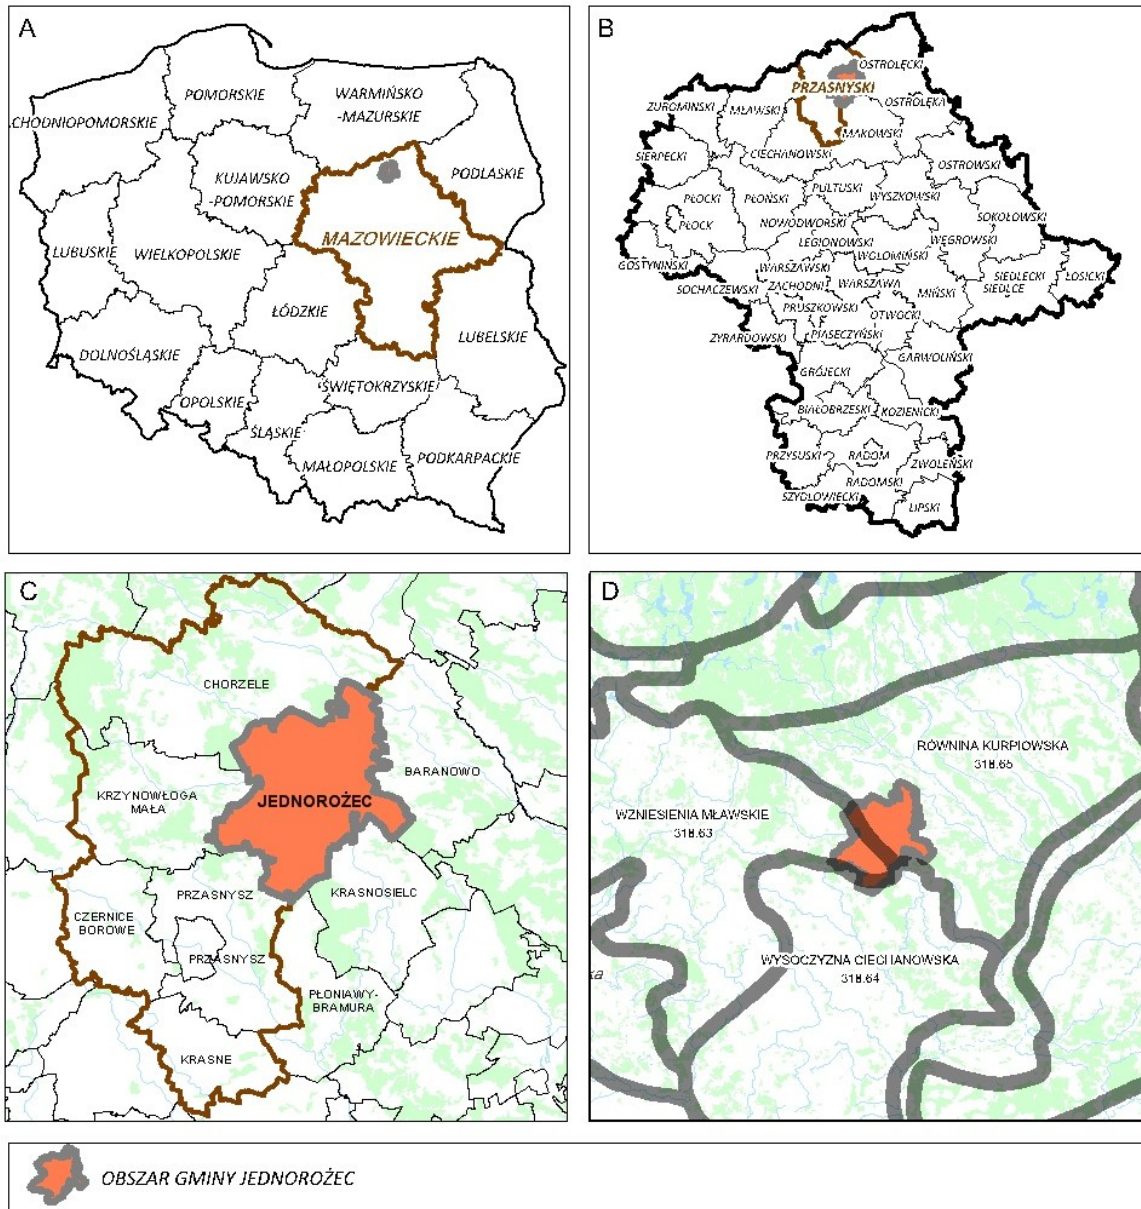 A
POMORSKIE
WARMIŃSKO
-MAZURSKIE
CHODNIOPOMORSKIE
KUJAWSKO
-POMORSKIE
PODLASKIE
MAZOWIECKIE
LUBUSKIE
WIELKOPOLSKIE
ŁÓDZKIE
LUBELSKIE
DOLNOŚLĄSKIE
ŚWIĘTOKRZYSKIE
OPOLSKIE
ŚLĄSKIE
MAŁOPOLSKIE
PODKARPACKIE
B
OSTROŁĘCKI
PRZASNYSKI
ŻUROMIŃSKI
MŁAWSKI
OSTROŁĘKA
MAKOWSKI
SIERPECKI
CIECHANOWSKI
OSTROWSKI
PŁOCKI
PŁOŃSKI
PUŁTUSKI
WYSZKOWSKI
PŁOCK
NOWODWORSKI
SOKOŁOWSKI
LEGIONOWSKI
WĘGROWSKI
GOSTYNIŃSKI
WARSZAWSKI
ZACHODNI
WOŁOMIŃSKI
SIEDLECKI
SIEDLCE
ŁOSICKI
SOCHACZEWSKI
WARSZAWA
MIŃSKI
PRUSZKOWSKI
OTWOCKI
ŻYRARDOWSKI
PIASECZYŃSKI
GARWOLIŃSKI
GRÓJECKI
BIAŁOBRZESKI
KOZIENICKI
PRZYSUSKI
RADOM
ZWOLEŃSKI
RADOMSKI
SZYDŁOWIECKI
LIPSKI
C
CHORZELE
BARANOWO
KRZYNOWŁOGA
MAŁA
JEDNOROŻEC
PRZASNYSZ
KRASNOSIELC
CZERNICE
BOROWE
PRZASNYSZ
PŁONIAWY-
BRAMURA
KRASNE
D
RÓWNINA KURPIOWSKA
318.65
WZNIESIENIA MŁAWSKIE
318.63
WYSOCZYZNA CIECHANOWSKA
318.64
OBSZAR GMINY JEDNOROŻEC